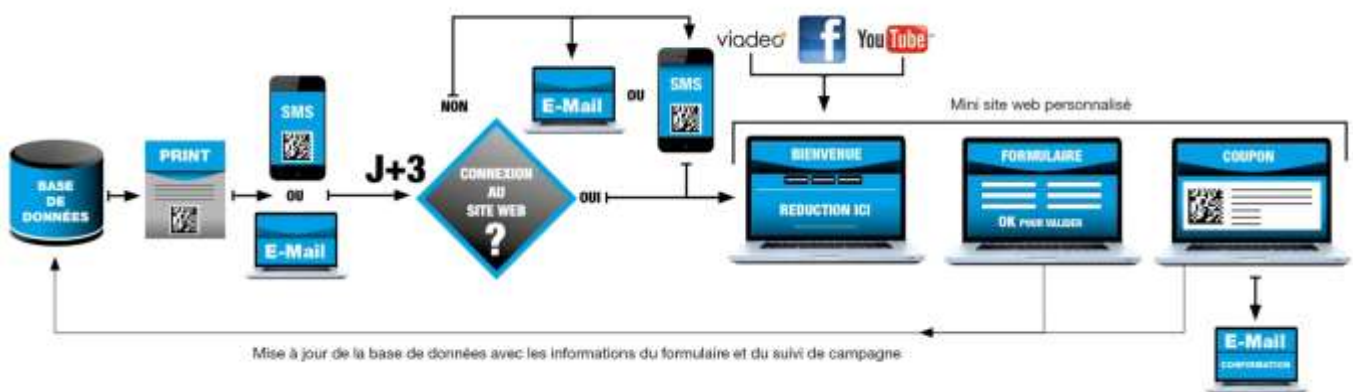 BASE
DE
DONNÉES
PRINT
SMS
OU
E-Mail
J+3
NON
CONNEXION
AU
SITE WEB
?
OUI
E-Mail
OU
SMS
viadeo
f
YouTube
Mini site web personnalisé
BIENVENUE
REDUCTION ICI
FORMULAIRE
OK POUR VALIDER
COUPON
E-Mail
CONFIRMATION
Mise à jour de la base de données avec les informations du formulaire et du suivi de campagne